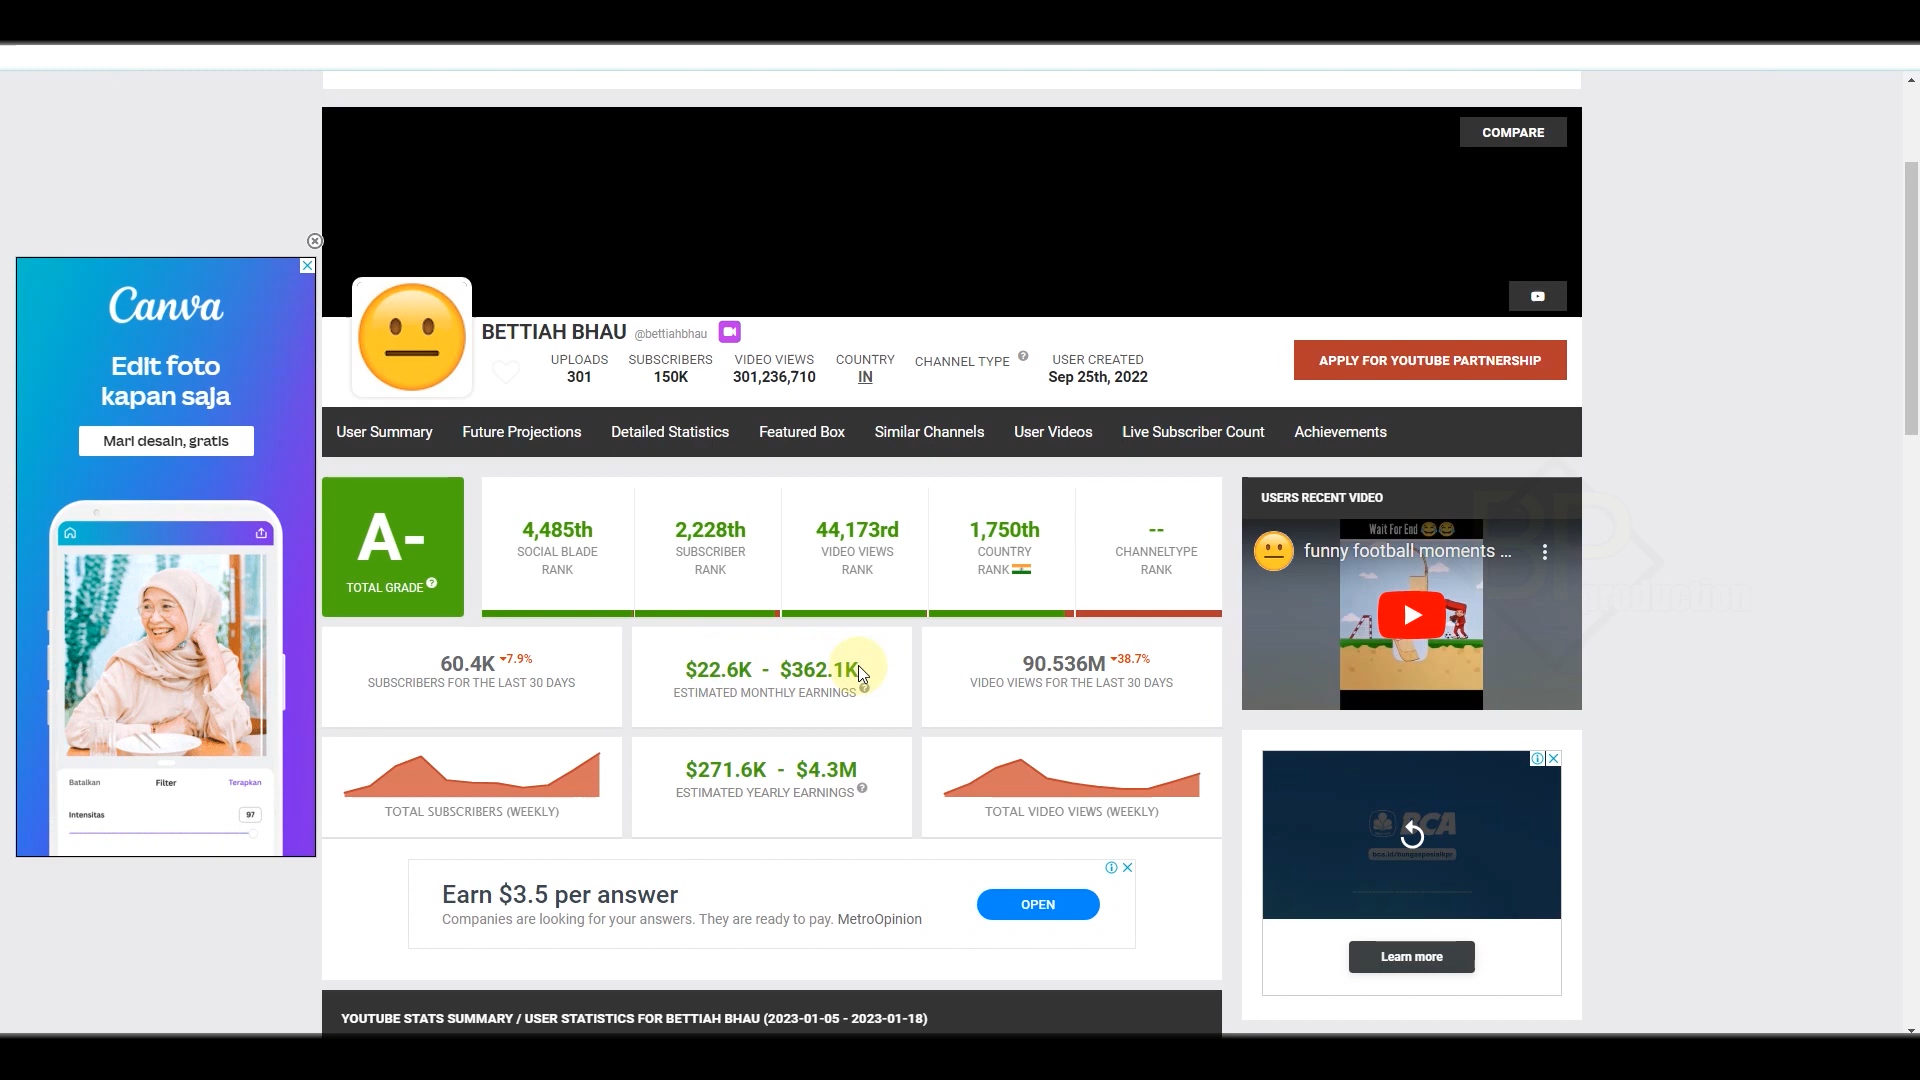 COMPARE
BETTIAH BHAU @bettiahbhau
UPLOADS
301
SUBSCRIBERS
150K
VIDEO VIEWS
301,236,710
COUNTRY
IN
CHANNEL TYPE
USER CREATED
Sep 25th, 2022
APPLY FOR YOUTUBE PARTNERSHIP
User Summary Future Projections Detailed Statistics Featured Box Similar Channels User Videos Live Subscriber Count Achievements
Canva
Edit foto
kapan saja
Mari desain, gratis
Batalkan Filter Terapkan
Intensitas 97
A-
TOTAL GRADE
4,485th
SOCIAL BLADE
RANK
2,228th
SUBSCRIBER
RANK
44,173rd
VIDEO VIEWS
RANK
1,750th
COUNTRY
RANK
--
CHANNELTYPE
RANK
60.4K 7.9%
SUBSCRIBERS FOR THE LAST 30 DAYS
$22.6K - $362.1K
ESTIMATED MONTHLY EARNINGS
90.536M 38.7%
VIDEO VIEWS FOR THE LAST 30 DAYS
TOTAL SUBSCRIBERS (WEEKLY)
$271.6K - $4.3M
ESTIMATED YEARLY EARNINGS
TOTAL VIDEO VIEWS (WEEKLY)
USERS RECENT VIDEO
Wait For End
funny football moments ...
Earn $3.5 per answer
Companies are looking for your answers. They are ready to pay. MetroOpinion
OPEN
BCA
Learn more
YOUTUBE STATS SUMMARY / USER STATISTICS FOR BETTIAH BHAU (2023-01-05 - 2023-01-18)